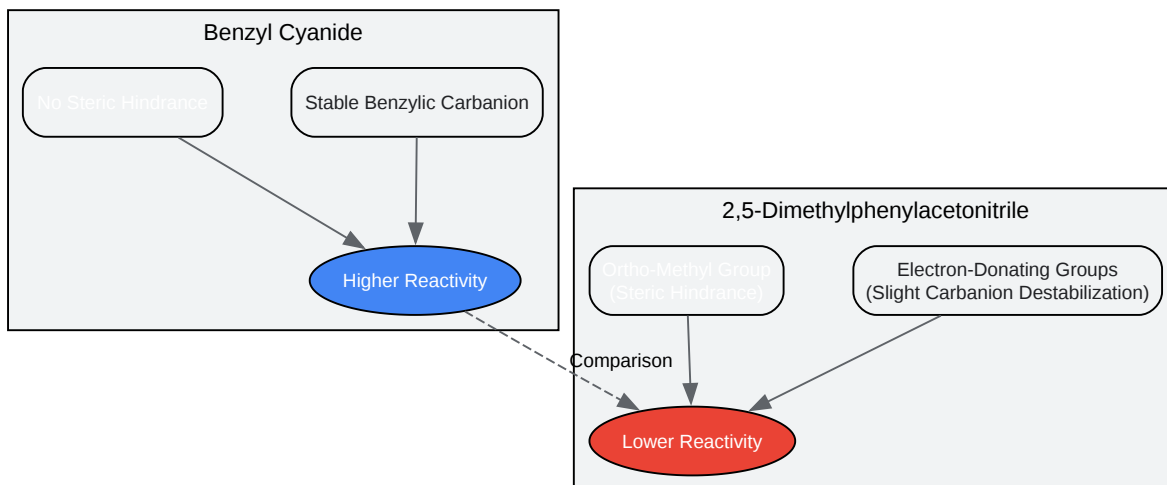 Benzyl Cyanide
No Steric Hindrance
Stable Benzylic Carbanion
Higher Reactivity
2,5-Dimethylphenylacetonitrile
Ortho-Methyl Group
(Steric Hindrance)
Electron-Donating Groups
(Slight Carbanion Destabilization)
Comparison
Lower Reactivity